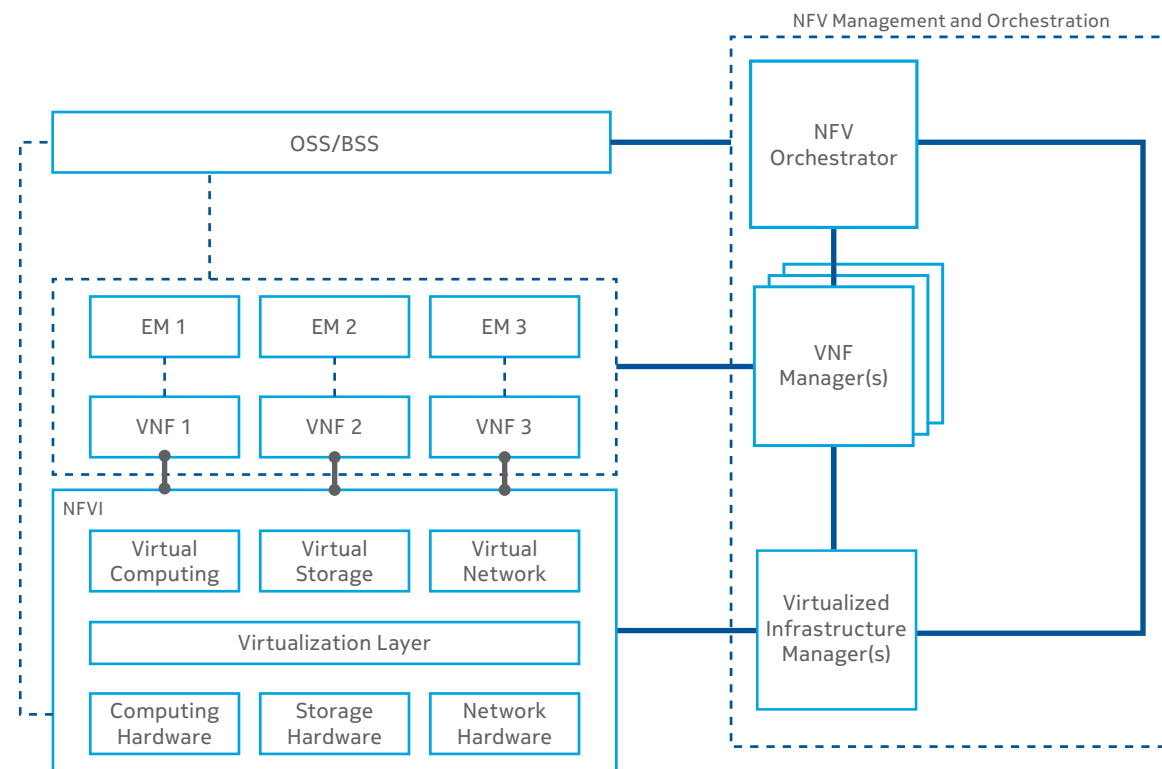 NFV Management and Orchestration
OSS/BSS
NFV
Orchestrator
EM 1
EM 2
EM 3
VNF
Manager(s)
VNF 1
VNF 2
VNF 3
NFVI
Virtual
Computing
Virtual
Storage
Virtual
Network
Virtualized
Infrastructure
Manager(s)
Virtualization Layer
Computing
Hardware
Storage
Hardware
Network
Hardware